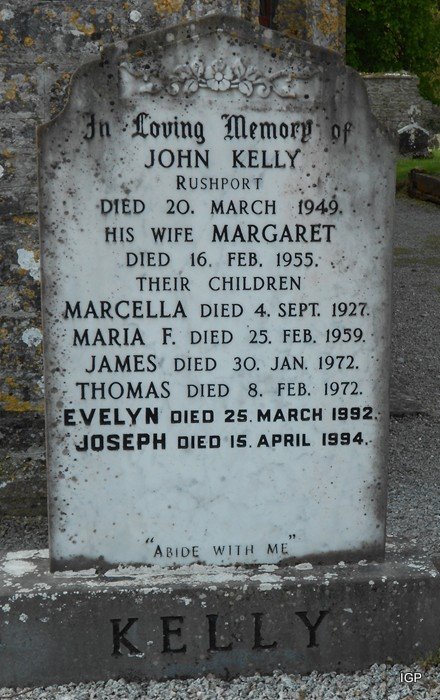 In Loving Memory of
JOHN KELLY
RUSHPORT
DIED 20. MARCH 1949.
HIS WIFE MARGARET
DIED 16. FEB. 1955.
THEIR CHILDREN
MARCELLA DIED 4. SEPT. 1927.
MARIA F. DIED 25. FEB. 1959.
JAMES DIED 30. JAN. 1972.
THOMAS DIED 8. FEB. 1972.
EVELYN DIED 25. MARCH 1992.
JOSEPH DIED 15. APRIL 1994.
"ABIDE WITH ME"
KELLY
IGP